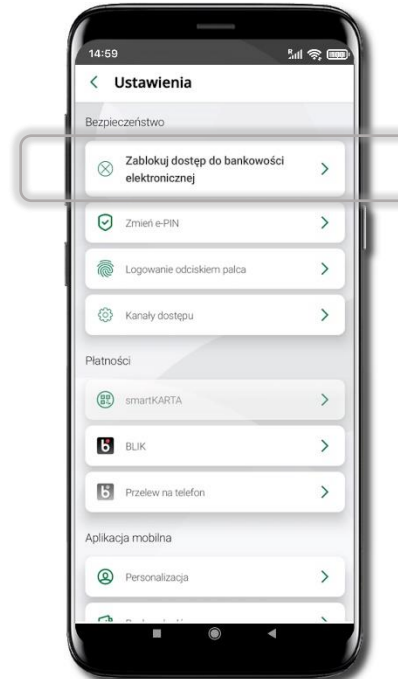 14:59
Ustawienia
Bezpieczeństwo
Zablokuj dostęp do bankowości
elektronicznej
Zmień e-PIN
Logowanie odciskiem palca
Kanały dostępu
Płatności
smartKARTA
BLIK
Przelew na telefon
Aplikacja mobilna
Personalizacja